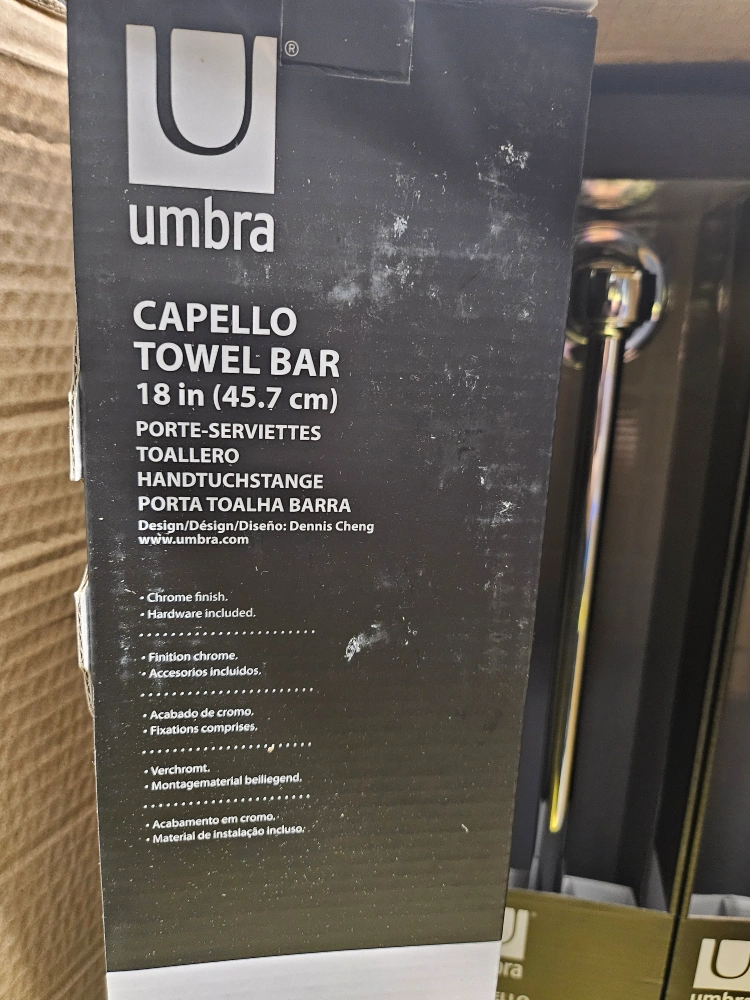 U®
umbra
CAPELLO
TOWEL BAR
18 in (45.7 cm)
PORTE-SERVIETTES
TOALLERO
HANDTUCHSTANGE
PORTA TOALHA BARRA
Design/Désign/Diseño: Dennis Cheng
www.umbra.com
• Chrome finish.
• Hardware included.
• Finition chrome.
• Accesorios incluidos.
• Acabado de cromo.
• Fixations comprises.
• Verchromt.
• Montagematerial beiliegend.
• Acabamento em cromo.
• Material de instalação incluso.
U
umbra